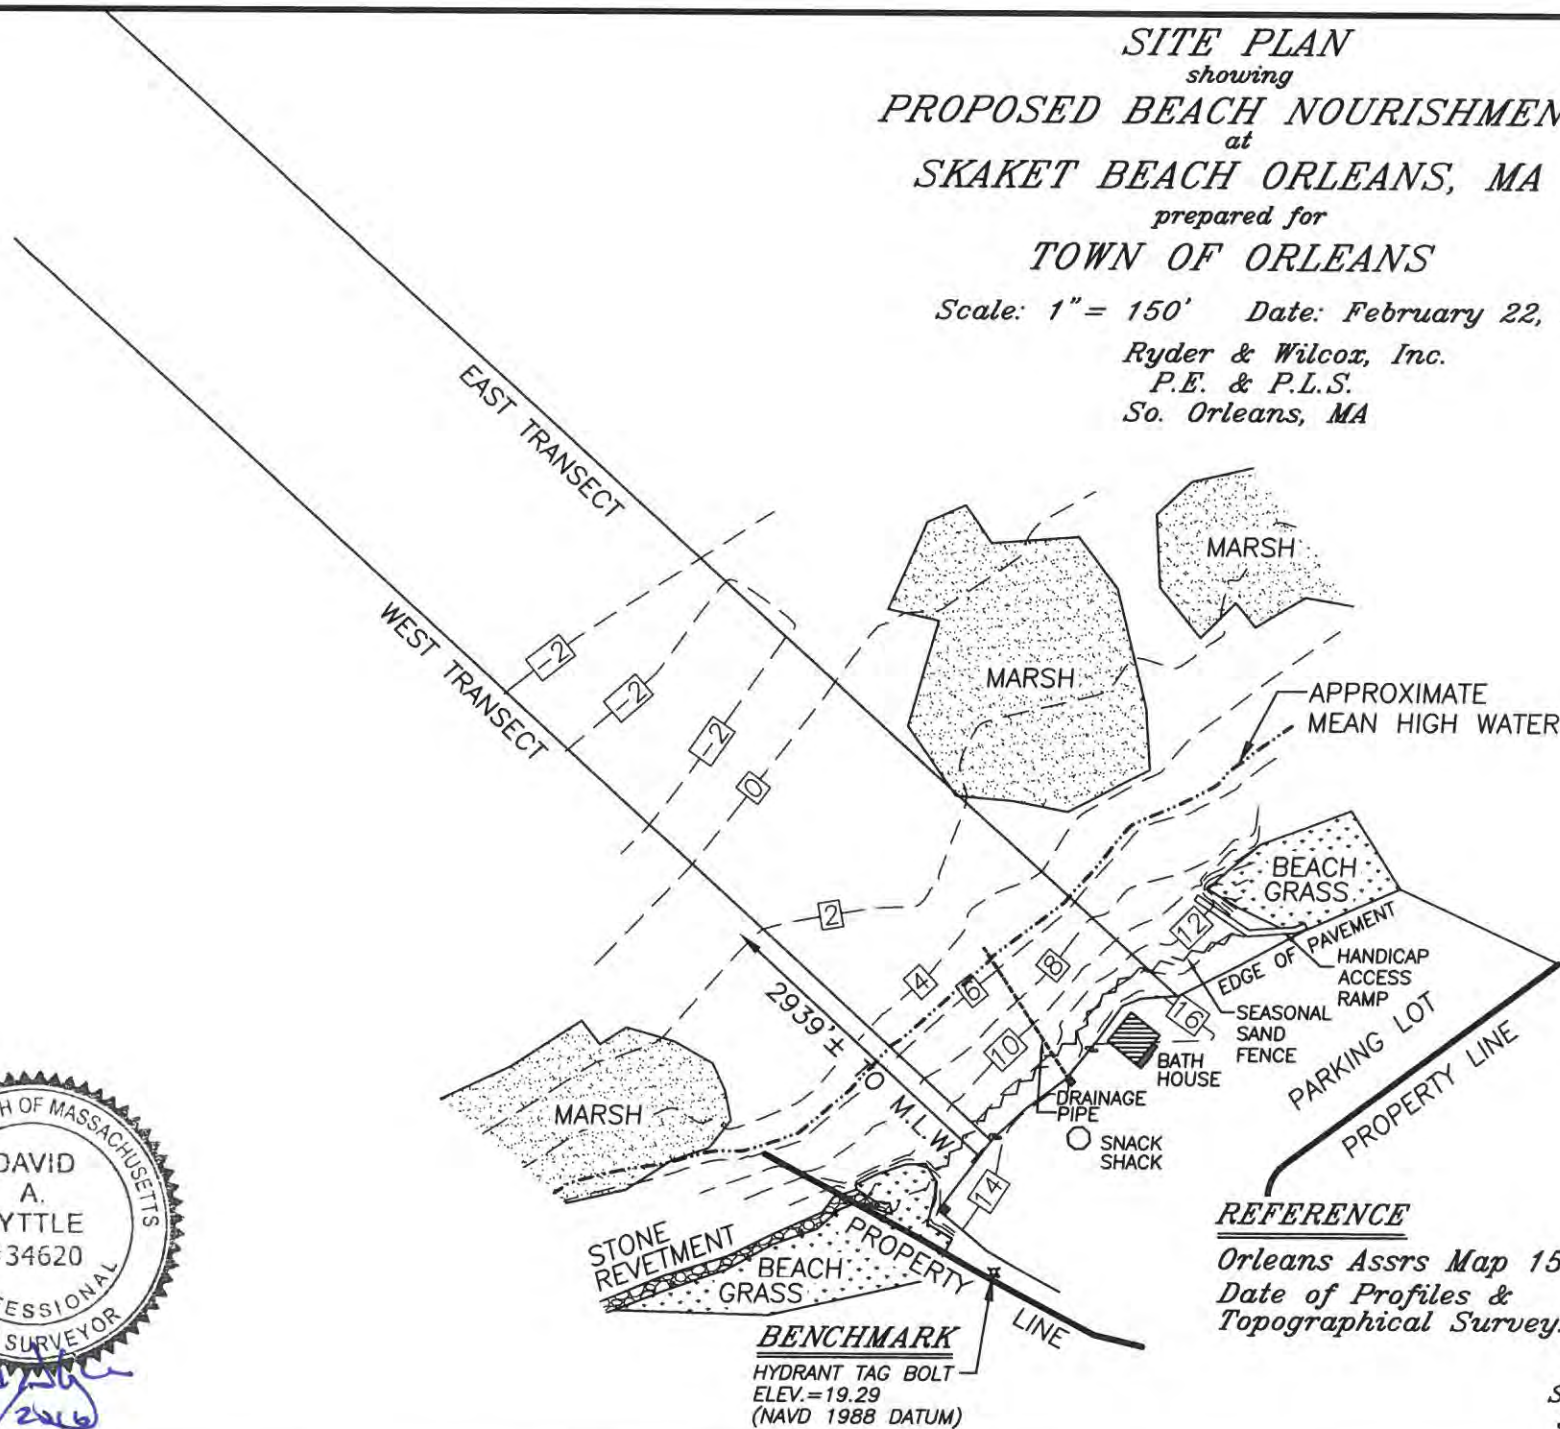 SITE PLAN
showing
PROPOSED BEACH NOURISHMEN
at
SKAKET BEACH ORLEANS, MA
prepared for
TOWN OF ORLEANS
Scale: 1"= 150' Date: February 22,
Ryder & Wilcox, Inc.
P.E. & P.L.S.
So. Orleans, MA
EAST TRANSECT
WEST TRANSECT
MARSH
MARSH
-2
-2
-2
0
APPROXIMATE
MEAN HIGH WATER
BEACH
GRASS
2
12
4
6
8
EDGE OF PAVEMENT
HANDICAP
ACCESS
RAMP
2939'± TO M.L.W.
10
16
SEASONAL
SAND
FENCE
BATH
HOUSE
PARKING LOT
PROPERTY LINE
DRAINAGE
PIPE
SNACK
SHACK
MARSH
14
STONE
REVETMENT
BEACH
GRASS
PROPERTY LINE
BENCHMARK
HYDRANT TAG BOLT
ELEV.=19.29
(NAVD 1988 DATUM)
REFERENCE
Orleans Assrs Map 15
Date of Profiles &
Topographical Survey
H OF MASSACHUSETTS
DAVID
A.
YTTLE
34620
ESSIONAL
SURVEYOR
2016